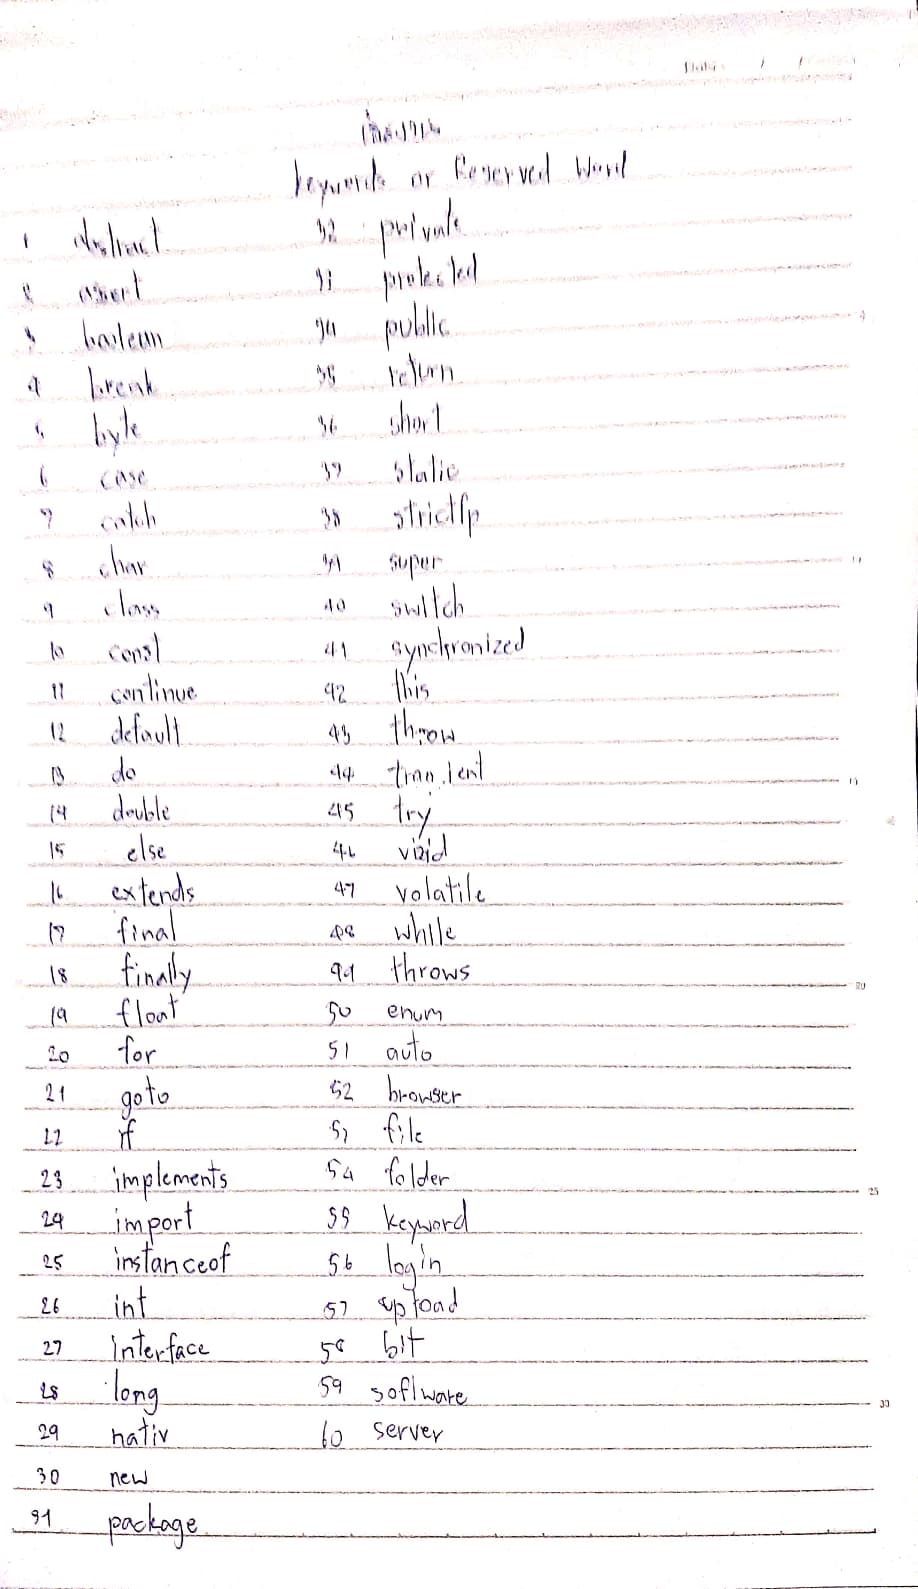 Date / /
keywords or Reserved Word
1 abstract
2 assert
3 boolean
4 break
5 byte
6 case
7 catch
8 char
9 class
10 const
11 continue
12 default
13 do
14 double
15 else
16 extends
17 final
18 finally
19 float
20 for
21 goto
22 if
23 implements
24 import
25 instanceof
26 int
27 interface
28 long
29 nativ
30 new
31 package
32 private
33 protected
34 public
35 return
36 short
37 static
38 strictfp
39 super
40 switch
41 synchronized
42 this
43 throw
44
45 try
46 void
47 volatile
48 while
49 throws
50 enum
51 auto
52 browser
53 file
54 folder
55 keyword
56 login
57 upload
58 bit
59 software
60 server
20
25
30